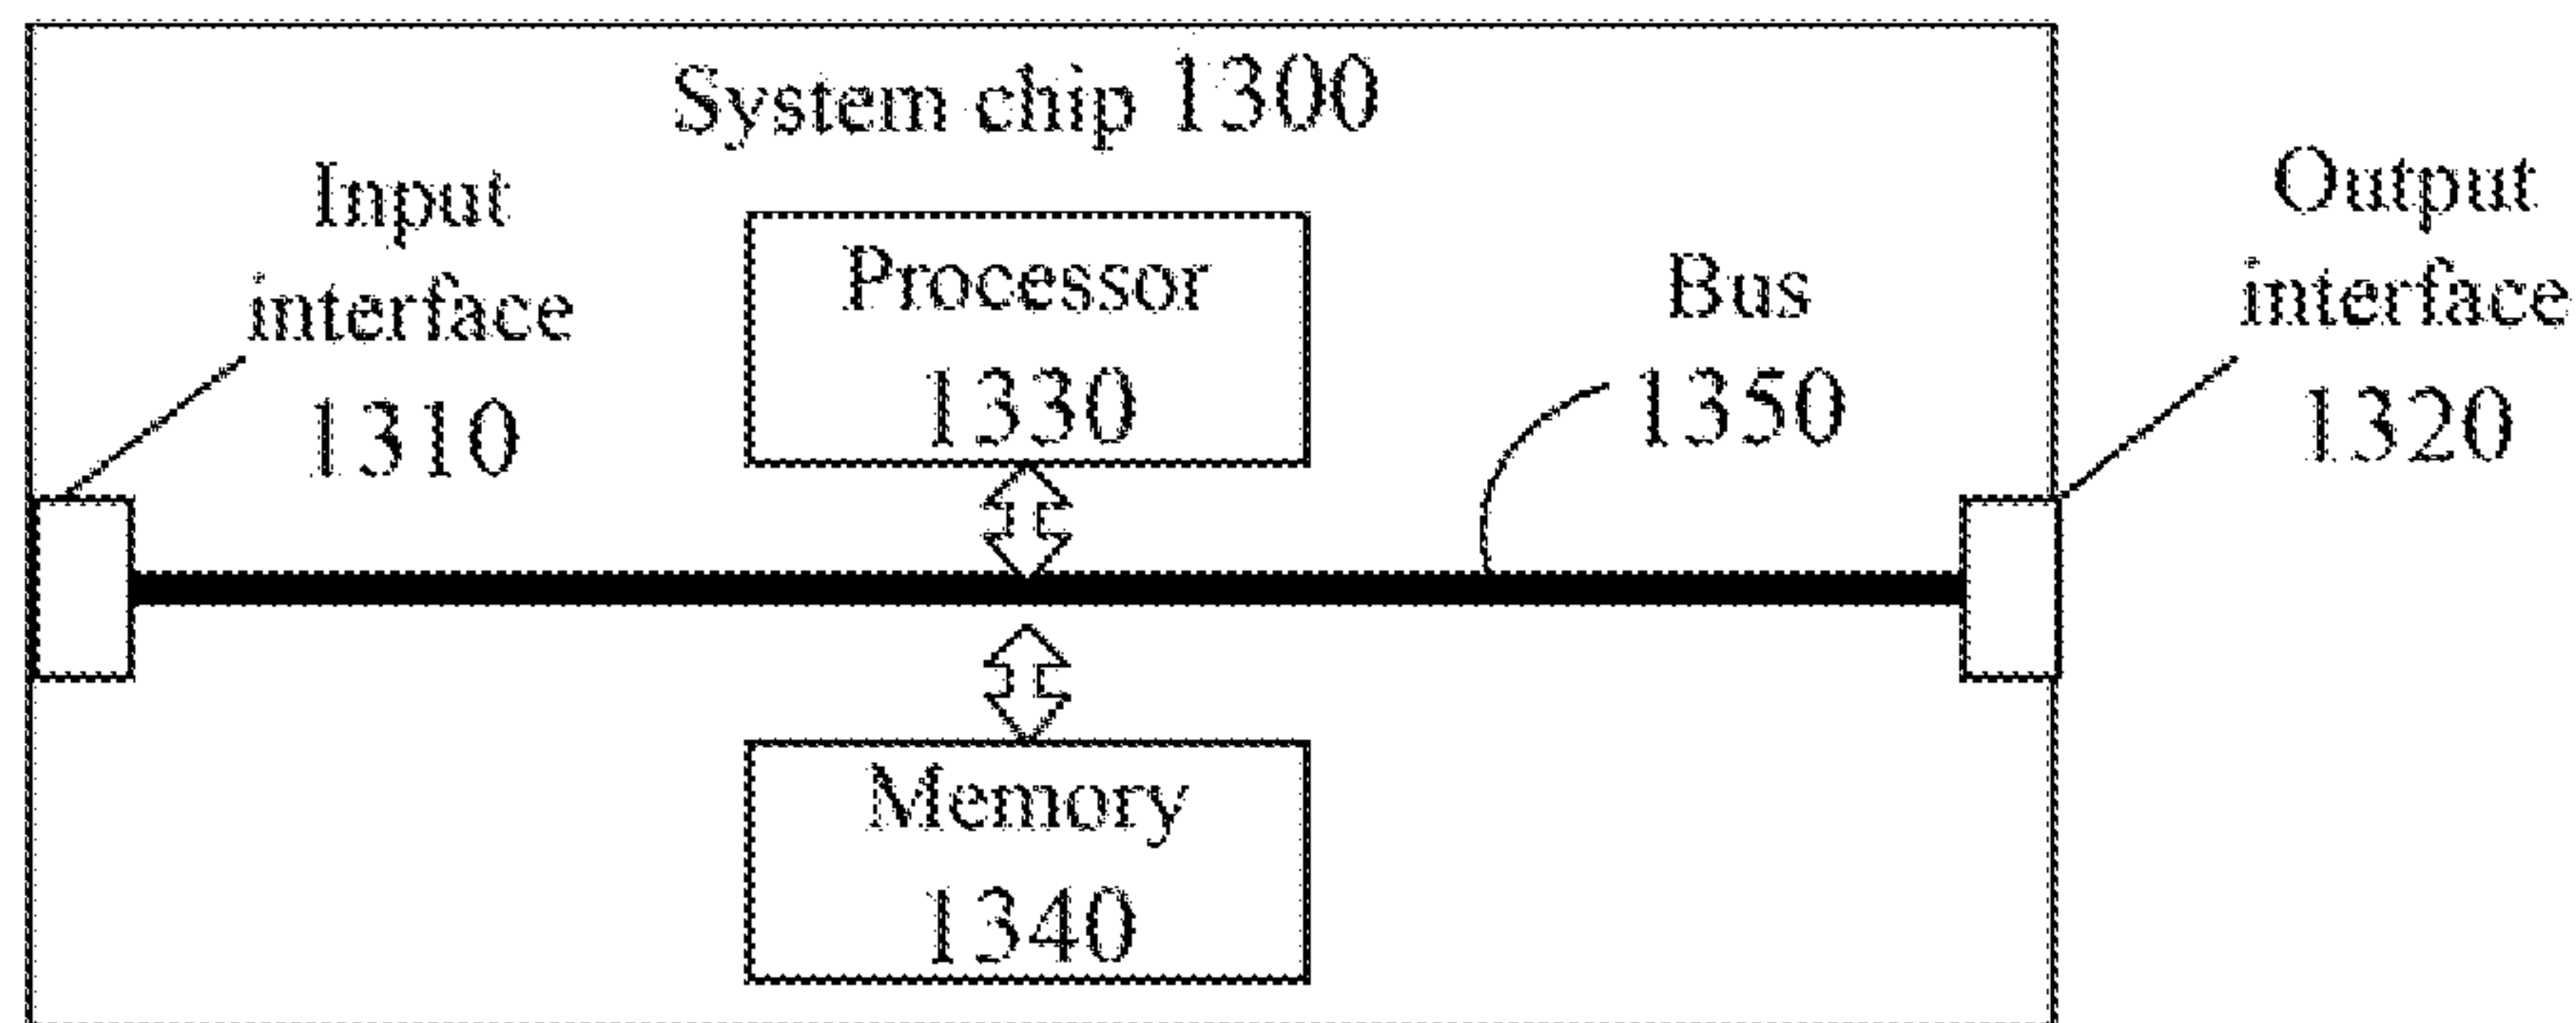 System chip 1300
Input
interface
1310
Processor
1330
Bus
1350
Output
interface
1320
Memory
1340